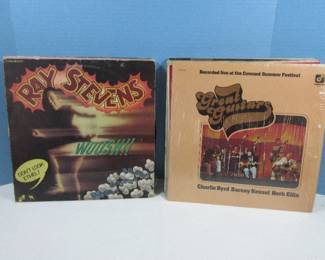 RAY STEVENS
WOOSH!!
DON'T LOOK
ETHEL!
Recorded live at the Concord Summer Festival
Great Guitars
Charlie Byrd Barney Kessel Herb Ellis